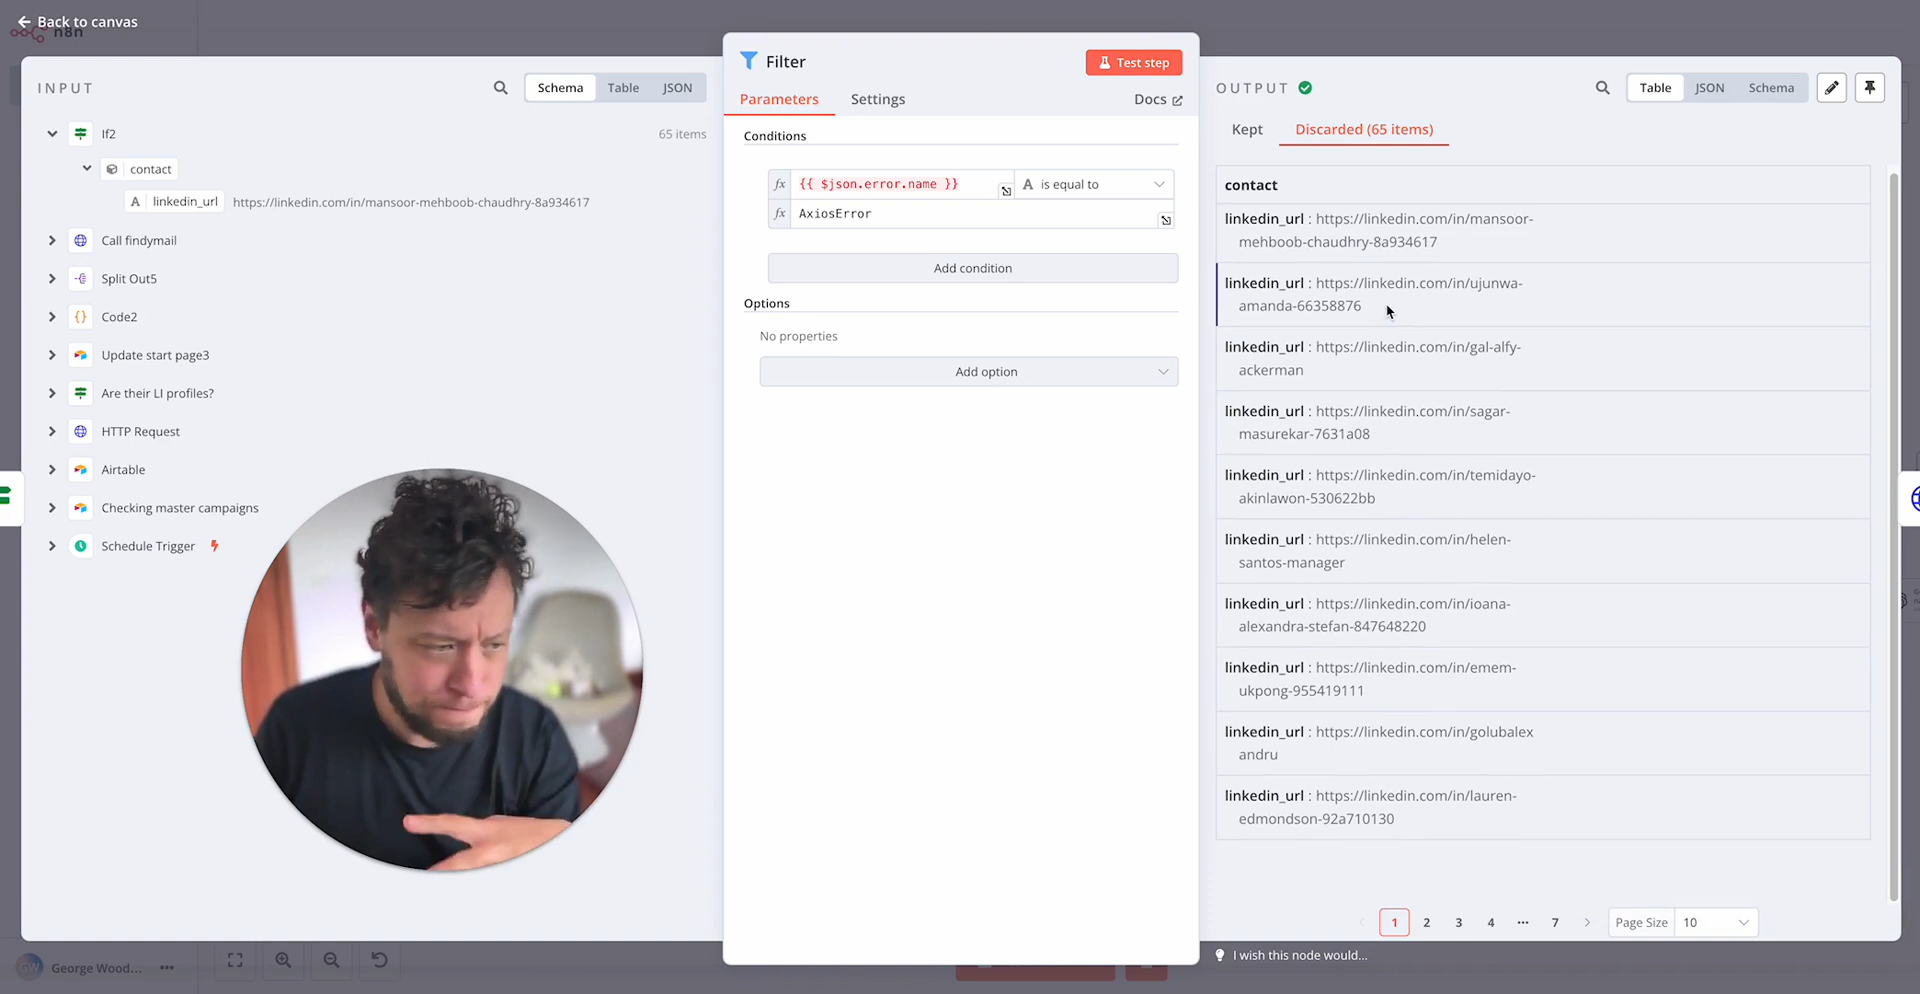 Back to canvas
n8n
INPUT
Schema
Table
JSON
If2
65 items
contact
A
linkedin_url
https://linkedin.com/in/mansoor-mehboob-chaudhry-8a934617
Call findymail
Split Out5
{}
Code2
Update start page3
Are their LI profiles?
HTTP Request
Airtable
Checking master campaigns
Schedule Trigger
GW
George Wood...
Filter
Test step
Parameters
Settings
Docs
Conditions
fx
{{ $json.error.name }}
A is equal to
fx
AxiosError
Add condition
Options
No properties
Add option
OUTPUT
Table
JSON
Schema
Kept
Discarded (65 items)
contact
linkedin_url : https://linkedin.com/in/mansoor-
mehboob-chaudhry-8a934617
linkedin_url : https://linkedin.com/in/ujunwa-
amanda-66358876
linkedin_url : https://linkedin.com/in/gal-alfy-
ackerman
linkedin_url : https://linkedin.com/in/sagar-
masurekar-7631a08
linkedin_url : https://linkedin.com/in/temidayo-
akinlawon-530622bb
linkedin_url : https://linkedin.com/in/helen-
santos-manager
linkedin_url : https://linkedin.com/in/ioana-
alexandra-stefan-847648220
linkedin_url : https://linkedin.com/in/emem-
ukpong-955419111
linkedin_url : https://linkedin.com/in/golubalex
andru
linkedin_url : https://linkedin.com/in/lauren-
edmondson-92a710130
1
2
3
4
...
7
Page Size
10
I wish this node would...